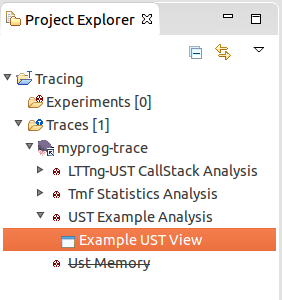 Project Explorer
Tracing
Experiments [0]
Traces [1]
myprog-trace
LTTng-UST CallStack Analysis
Tmf Statistics Analysis
UST Example Analysis
Example UST View
Ust Memory